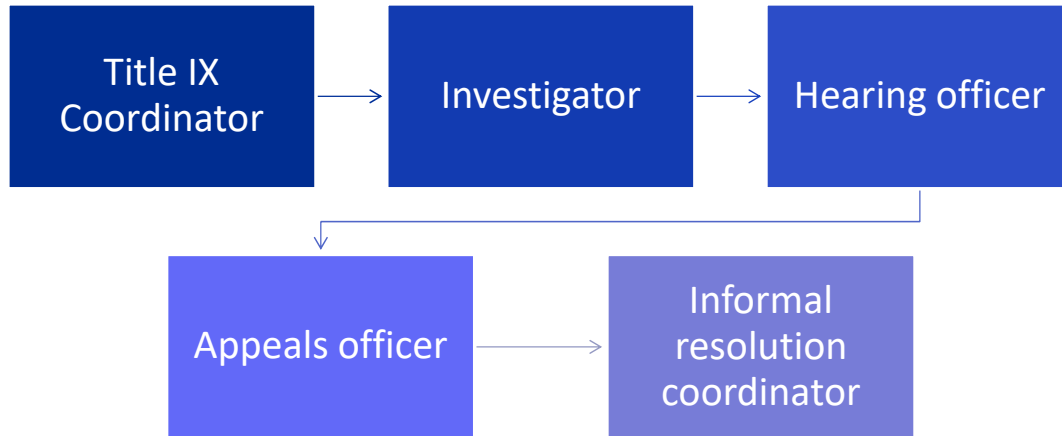 Title IX
Coordinator
Investigator
Hearing officer
Appeals officer
Informal
resolution
coordinator